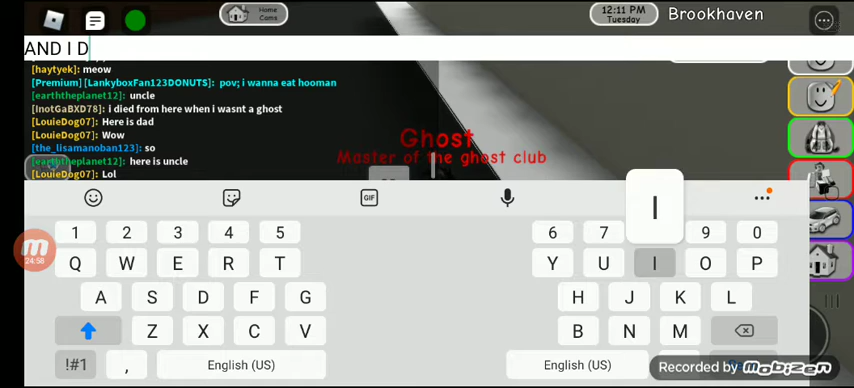 Home
Cams
12:11 PM
Tuesday
Brookhaven
AND I D
[haytyek]: meow
[Premium] [LankyboxFan123DONUTS]: pov; i wanna eat hooman
[earththeplanet12]: uncle
[InotGaBXD78]: i died from here when i wasnt a ghost
[LouieDog07]: Here is dad
[LouieDog07]: Wow
[the_lisamanoban123]: so
[earththeplanet12]: here is uncle
[LouieDog07]: Lol
Ghost
Master of the ghost club
GIF
I
24:58
1 2 3 4 5 6 7 9 0
Q W E R T Y U I O P
A S D F G H J K L
Z X C V B N M
!#1 , English (US) English (US)
Recorded by mobizen